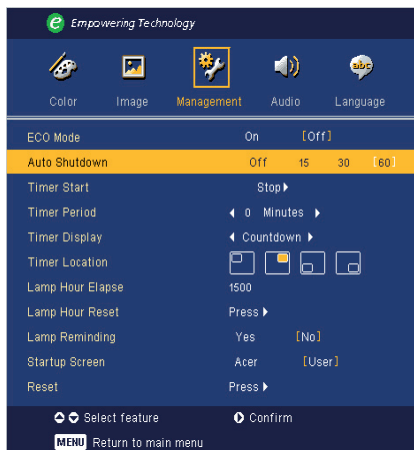 e Empowering Technology
abc
Color Image Management Audio Language
ECO Mode On [Off]
Auto Shutdown Off 15 30 [60]
Timer Start Stop
Timer Period 0 Minutes
Timer Display Countdown
Timer Location
Lamp Hour Elapse 1500
Lamp Hour Reset Press
Lamp Reminding Yes [No]
Startup Screen Acer [User]
Reset Press
Select feature Confirm
MENU Return to main menu